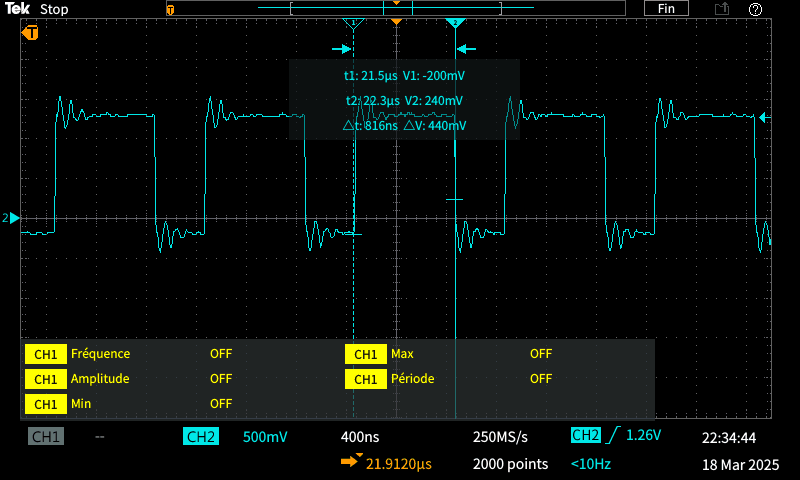 Tek Stop
T
Fin
T
1 2
t1: 21.5µs V1: -200mV
t2: 22.3µs V2: 240mV
△t: 816ns △V: 440mV
2
CH1 Fréquence OFF CH1 Max OFF
CH1 Amplitude OFF CH1 Période OFF
CH1 Min OFF
CH1 -- CH2 500mV 400ns 250MS/s CH2 1.26V 22:34:44
21.9120µs 2000 points <10Hz 18 Mar 2025